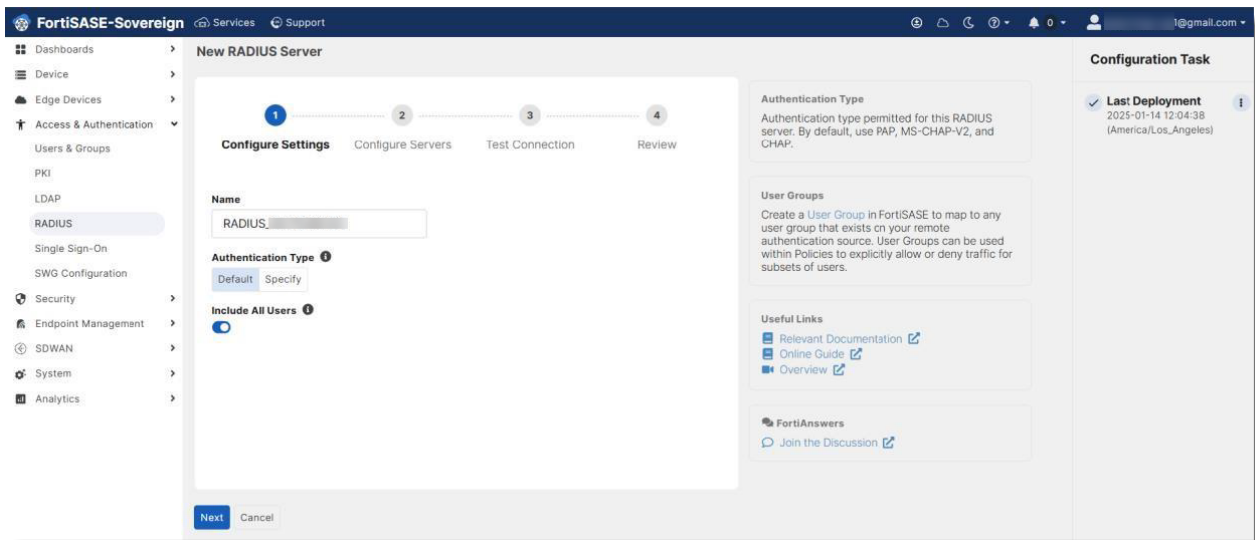 FortiSASE-Sovereign Services Support 0 1@gmail.com
Dashboards
Device
Edge Devices
Access & Authentication
Users & Groups
PKI
LDAP
RADIUS
Single Sign-On
SWG Configuration
Security
Endpoint Management
SDWAN
System
Analytics
New RADIUS Server
1 2 3 4
Configure Settings Configure Servers Test Connection Review
Name
RADIUS_
Authentication Type
Default Specify
Include All Users
Next Cancel
Authentication Type
Authentication type permitted for this RADIUS
server. By default, use PAP, MS-CHAP-V2, and
CHAP.
User Groups
Create a User Group in FortiSASE to map to any
user group that exists on your remote
authentication source. User Groups can be used
within Policies to explicitly allow or deny traffic for
subsets of users.
Useful Links
Relevant Documentation
Online Guide
Overview
FortiAnswers
Join the Discussion
Configuration Task
Last Deployment
2025-01-14 12:04:38
(America/Los_Angeles)